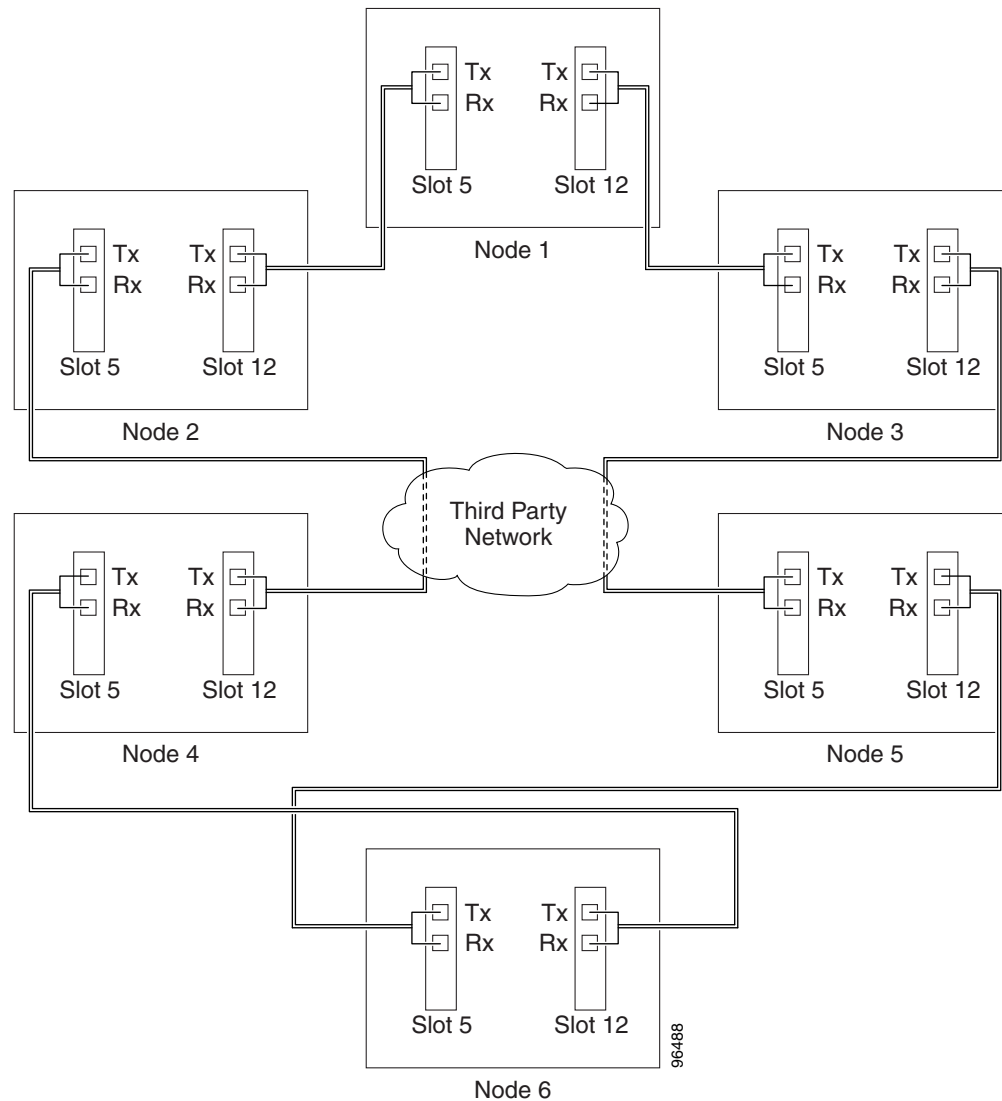 Tx Tx
Rx Rx
Slot 5 Slot 12
Node 1
Tx Tx
Rx Rx
Slot 5 Slot 12
Node 2
Tx Tx
Rx Rx
Slot 5 Slot 12
Node 3
Third Party
Network
Tx Tx
Rx Rx
Slot 5 Slot 12
Node 4
Tx Tx
Rx Rx
Slot 5 Slot 12
Node 5
Tx Tx
Rx Rx
Slot 5 Slot 12
Node 6
96488